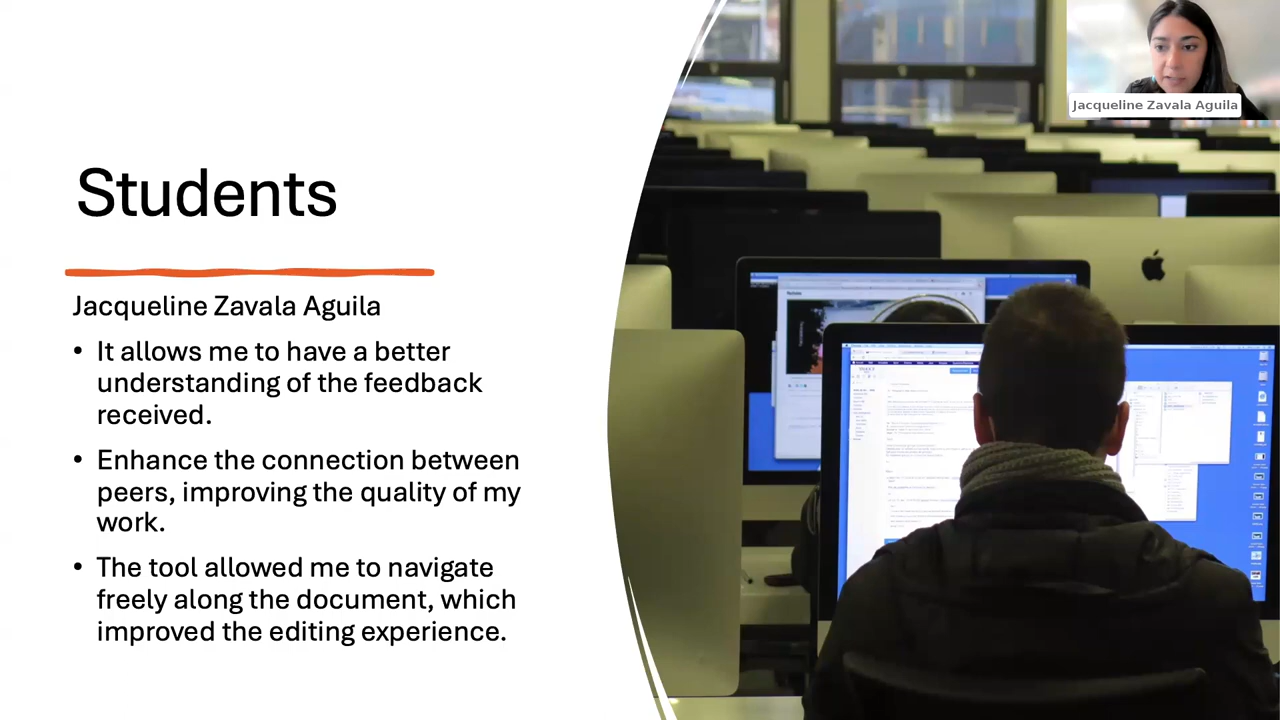 Jacqueline Zavala Aguila
Students
Jacqueline Zavala Aguila
• It allows me to have a better
understanding of the feedback
received.
• Enhance the connection between
peers, improving the quality of my
work.
• The tool allowed me to navigate
freely along the document, which
improved the editing experience.